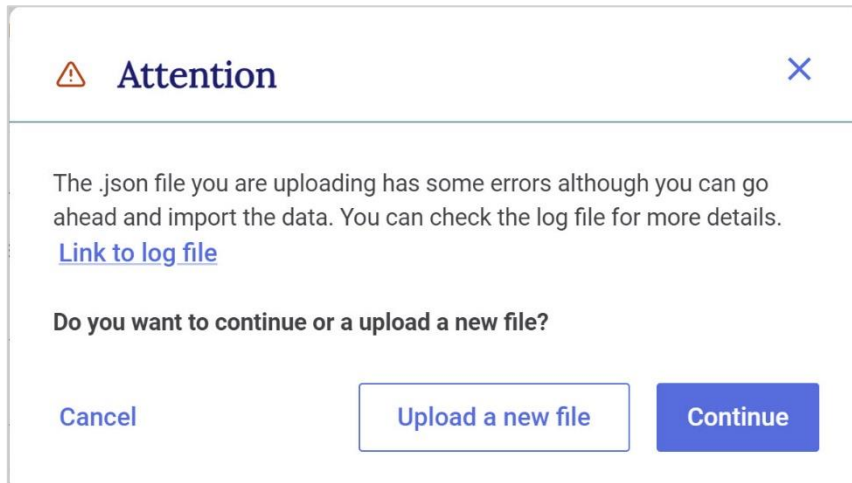 Attention
The .json file you are uploading has some errors although you can go
ahead and import the data. You can check the log file for more details.
Link to log file
Do you want to continue or a upload a new file?
Cancel
Upload a new file
Continue